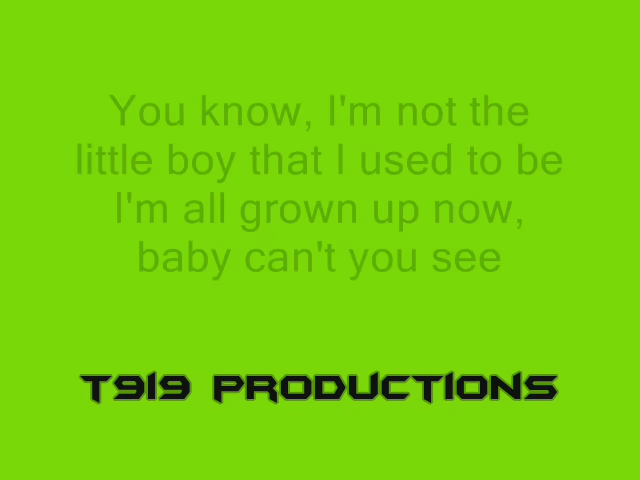 You know, I'm not the
little boy that I used to be
I'm all grown up now,
baby can't you see
T919 PRODUCTIONS